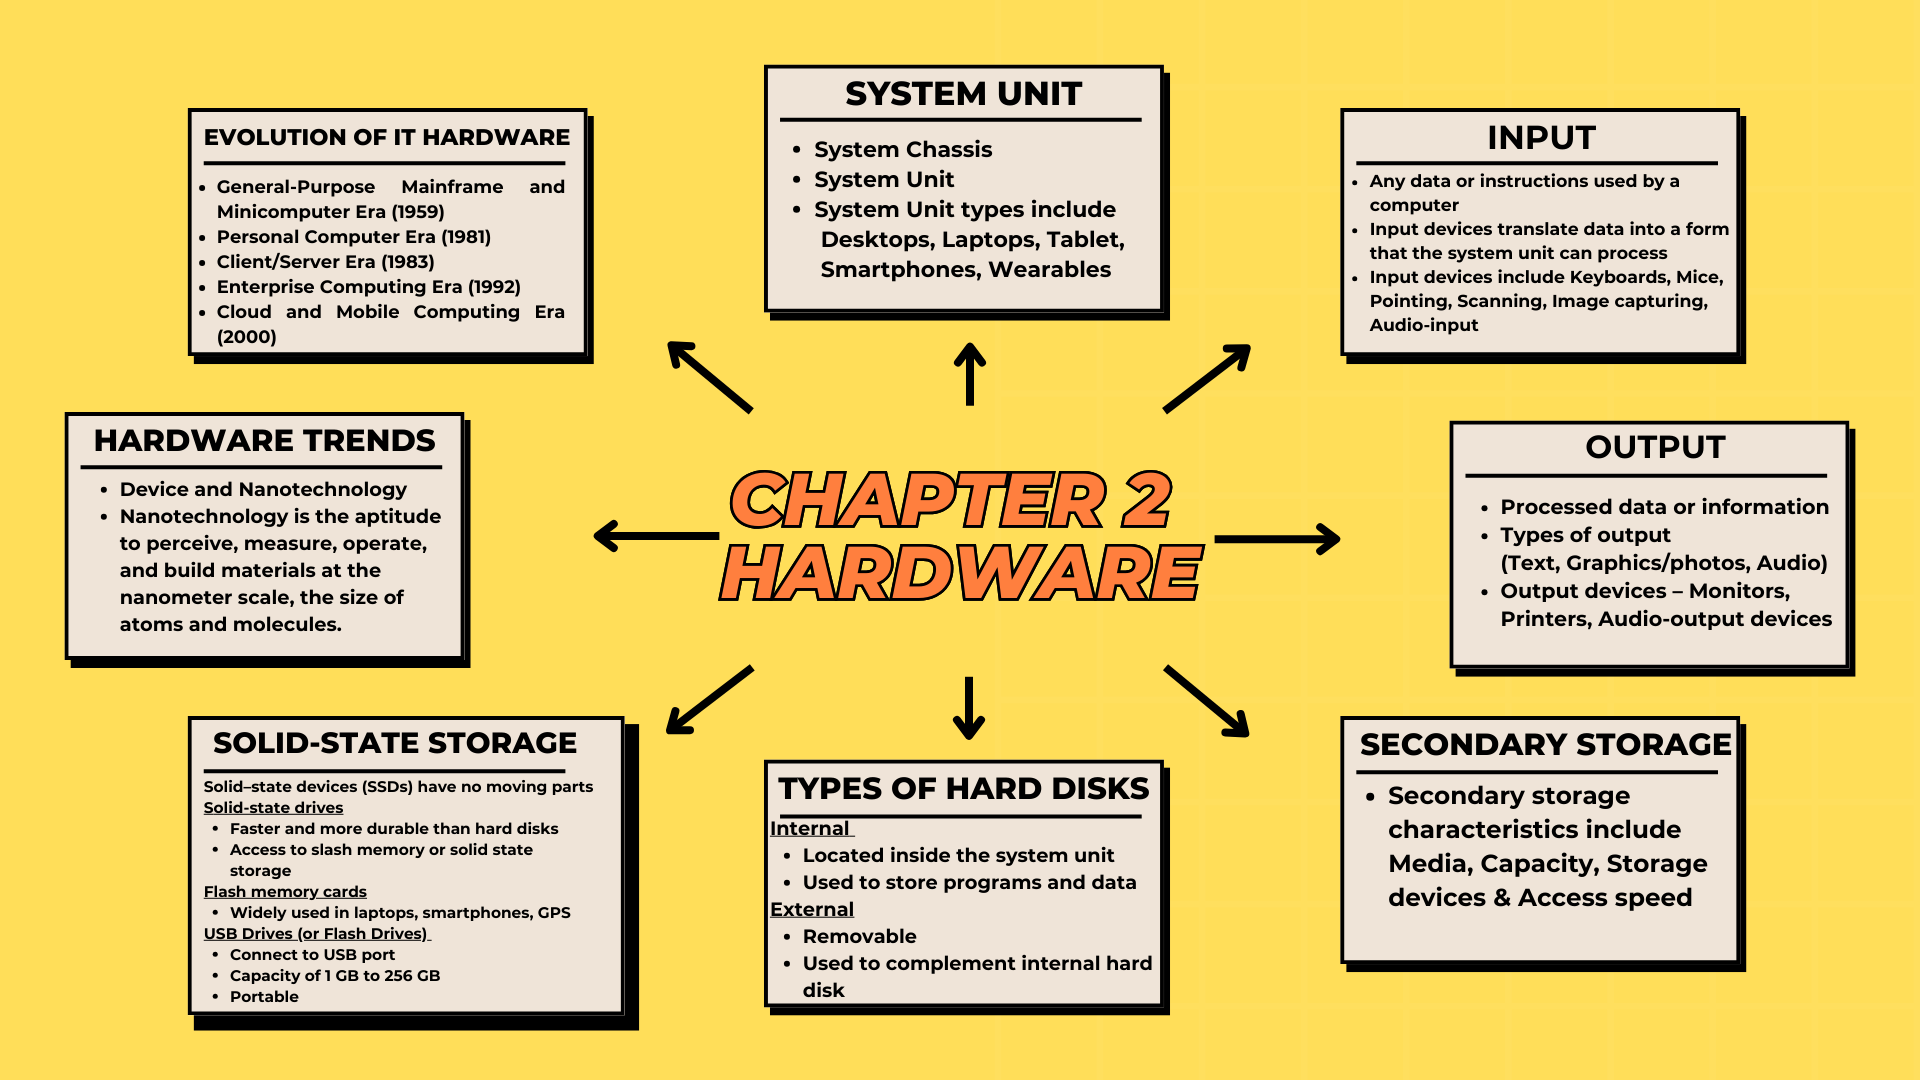 CHAPTER 2
HARDWARE
EVOLUTION OF IT HARDWARE
• General-Purpose Mainframe and
Minicomputer Era (1959)
• Personal Computer Era (1981)
• Client/Server Era (1983)
• Enterprise Computing Era (1992)
• Cloud and Mobile Computing Era
(2000)
SYSTEM UNIT
• System Chassis
• System Unit
• System Unit types include
Desktops, Laptops, Tablet,
Smartphones, Wearables
INPUT
• Any data or instructions used by a
computer
• Input devices translate data into a form
that the system unit can process
• Input devices include Keyboards, Mice,
Pointing, Scanning, Image capturing,
Audio-input
HARDWARE TRENDS
• Device and Nanotechnology
• Nanotechnology is the aptitude
to perceive, measure, operate,
and build materials at the
nanometer scale, the size of
atoms and molecules.
OUTPUT
• Processed data or information
• Types of output
(Text, Graphics/photos, Audio)
• Output devices – Monitors,
Printers, Audio-output devices
SOLID-STATE STORAGE
Solid–state devices (SSDs) have no moving parts
Solid-state drives
• Faster and more durable than hard disks
• Access to slash memory or solid state
storage
Flash memory cards
• Widely used in laptops, smartphones, GPS
USB Drives (or Flash Drives)
• Connect to USB port
• Capacity of 1 GB to 256 GB
• Portable
TYPES OF HARD DISKS
Internal
• Located inside the system unit
• Used to store programs and data
External
• Removable
• Used to complement internal hard
disk
SECONDARY STORAGE
• Secondary storage
characteristics include
Media, Capacity, Storage
devices & Access speed